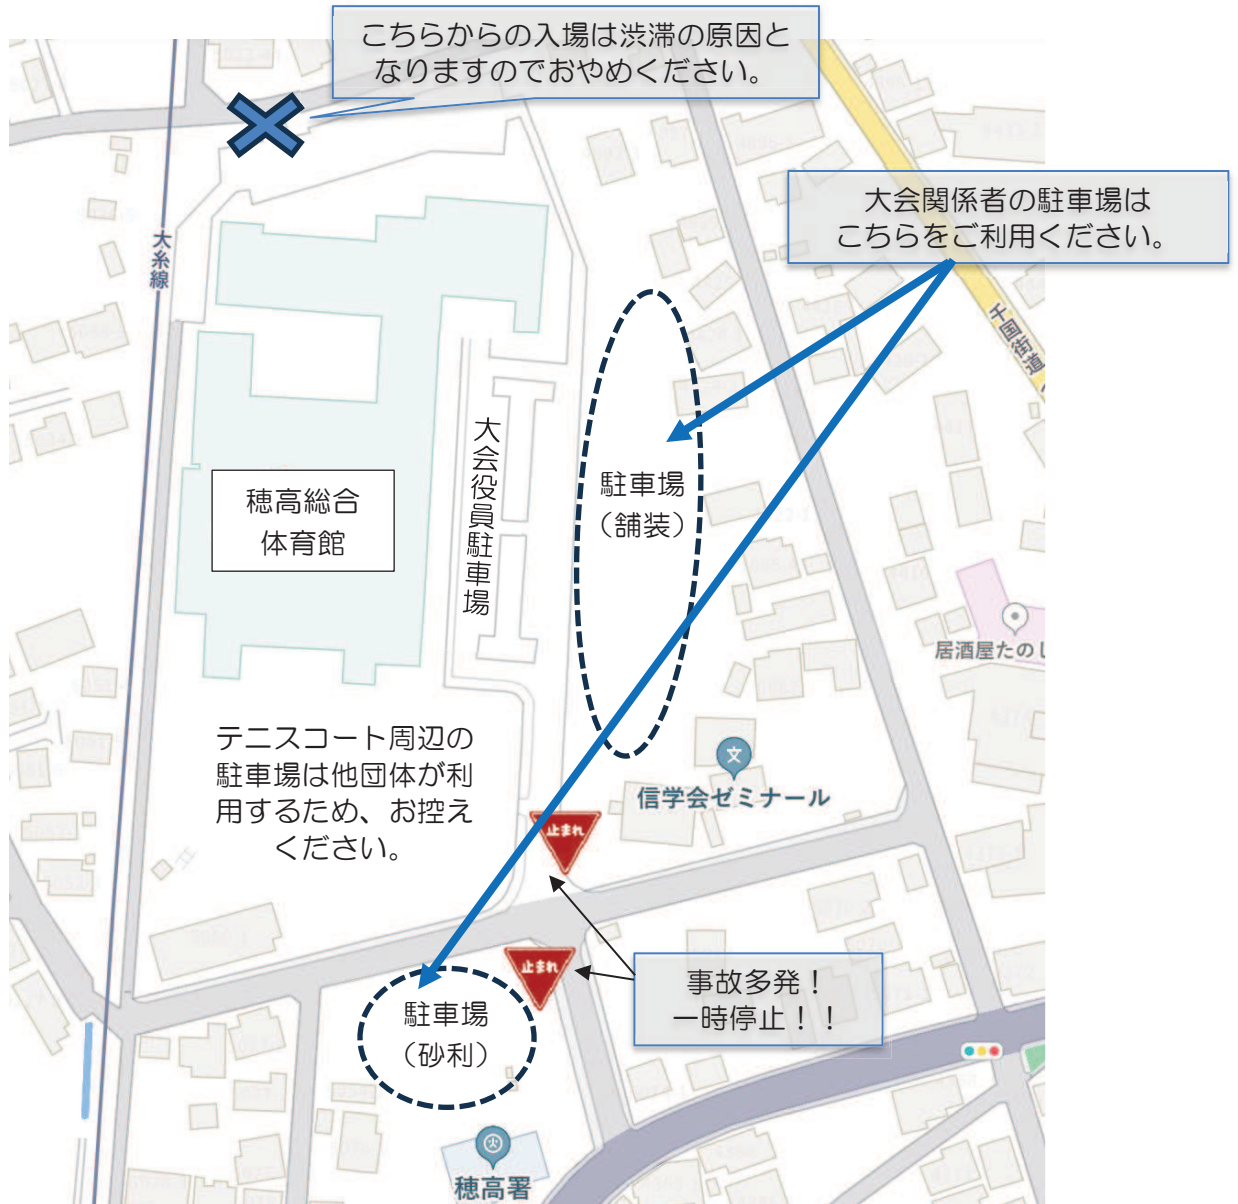 こちらからの入場は渋滞の原因と
なりますのでおやめください。
大会関係者の駐車場は
こちらをご利用ください。
大糸線
千国街道
大会役員駐車場
穂高総合
体育館
駐車場
（舗装）
居酒屋たのし
テニスコート周辺の
駐車場は他団体が利
用するため、お控え
ください。
文
信学会ゼミナール
止まれ
止まれ
事故多発！
一時停止！！
駐車場
（砂利）
火
穂高署